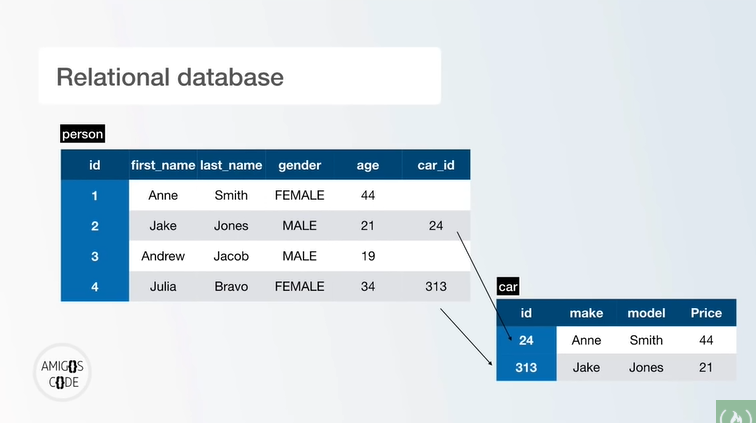 Relational database
person
id first_name last_name gender age car_id
1 Anne Smith FEMALE 44
2 Jake Jones MALE 21 24
3 Andrew Jacob MALE 19
4 Julia Bravo FEMALE 34 313
car
id make model Price
24 Anne Smith 44
313 Jake Jones 21
AMIGOS
CODE